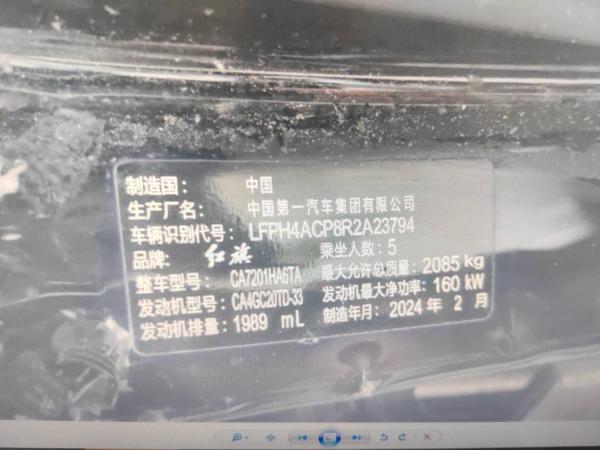 制造国：中国
生产厂名：中国第一汽车集团有限公司
车辆识别代号：LFPH4ACP8R2A23794
品牌：红旗 乘坐人数：5
整车型号：CA7201HA6TA 最大允许总质量：2085 kg
发动机型号：CA4GC20TD-33 发动机最大净功率：160 kW
发动机排量：1989 mL 制造年月：2024 年 2 月